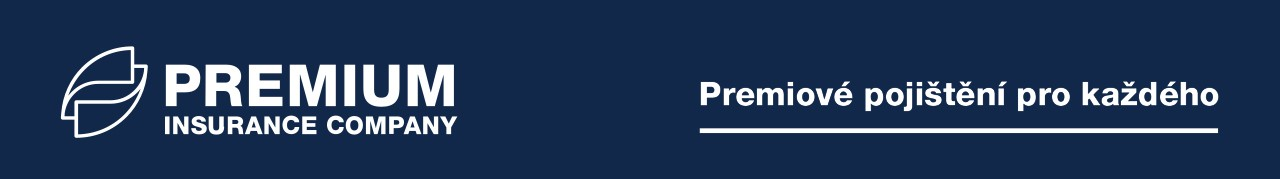 PREMIUM
INSURANCE COMPANY
Premiové pojištění pro každého